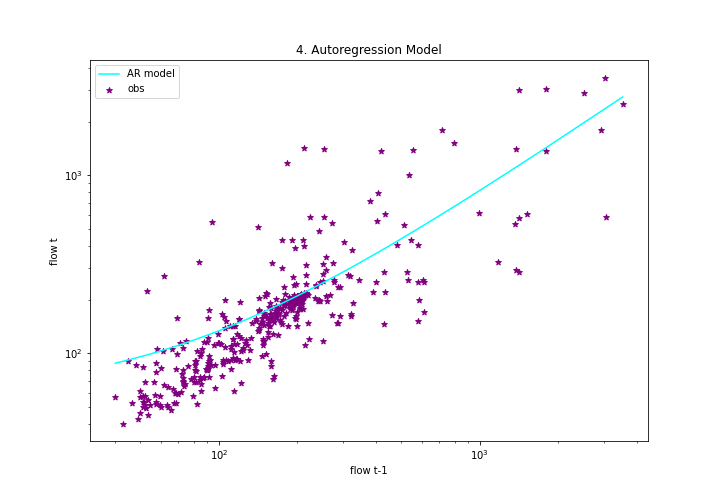 4. Autoregression Model
AR model
obs
flow t
10³
10²
10²
10³
flow t-1